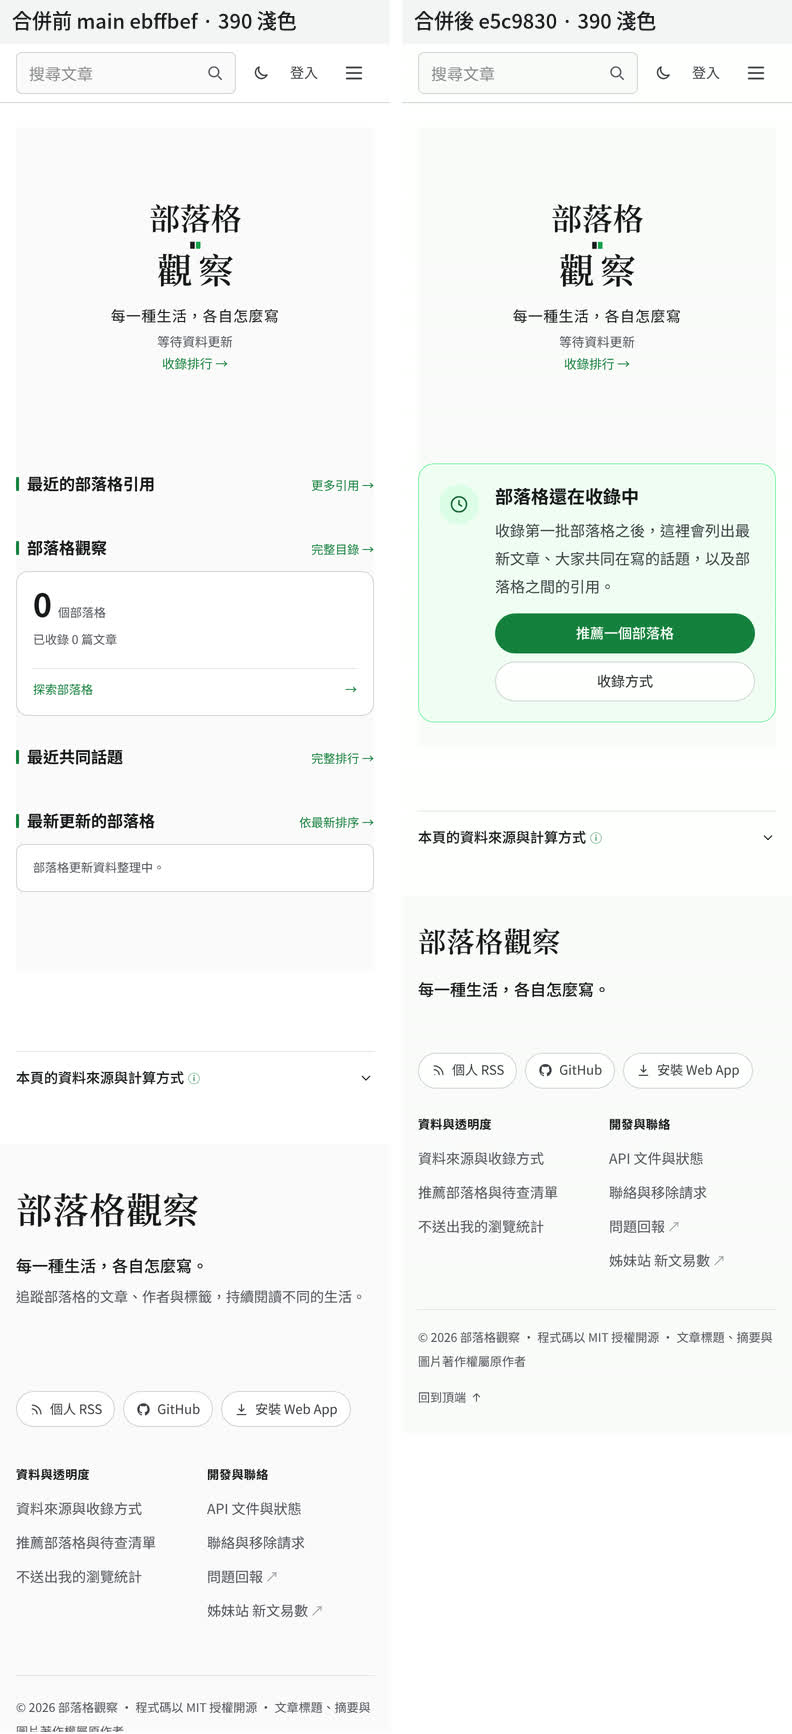 合併前 main ebffbef · 390 淺色
搜尋文章
登入
部落格
觀察
每一種生活，各自怎麼寫
等待資料更新
收錄排行 →
最近的部落格引用
更多引用 →
部落格觀察
完整目錄 →
0 個部落格
已收錄 0 篇文章
探索部落格 →
最近共同話題
完整排行 →
最新更新的部落格
依最新排序 →
部落格更新資料整理中。
本頁的資料來源與計算方式 ⓘ
部落格觀察
每一種生活，各自怎麼寫。
追蹤部落格的文章、作者與標籤，持續閱讀不同的生活。
個人 RSS
GitHub
安裝 Web App
資料與透明度
資料來源與收錄方式
推薦部落格與待查清單
不送出我的瀏覽統計
開發與聯絡
API 文件與狀態
聯絡與移除請求
問題回報 ↗
姊妹站 新文易數 ↗
© 2026 部落格觀察 · 程式碼以 MIT 授權開源 · 文章標題、摘要與
圖片著作權屬原作者
合併後 e5c9830 · 390 淺色
搜尋文章
登入
部落格
觀察
每一種生活，各自怎麼寫
等待資料更新
收錄排行 →
部落格還在收錄中
收錄第一批部落格之後，這裡會列出最
新文章、大家共同在寫的話題，以及部
落格之間的引用。
推薦一個部落格
收錄方式
本頁的資料來源與計算方式 ⓘ
部落格觀察
每一種生活，各自怎麼寫。
個人 RSS
GitHub
安裝 Web App
資料與透明度
資料來源與收錄方式
推薦部落格與待查清單
不送出我的瀏覽統計
開發與聯絡
API 文件與狀態
聯絡與移除請求
問題回報 ↗
姊妹站 新文易數 ↗
© 2026 部落格觀察 · 程式碼以 MIT 授權開源 · 文章標題、摘要與
圖片著作權屬原作者
回到頂端 ↑